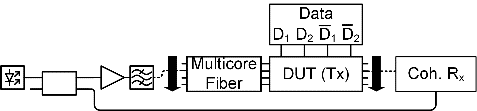 Data
D₁ D₂ D̅₁ D̅₂
Multicore
Fiber
DUT (Tx)
Coh. Rₓ